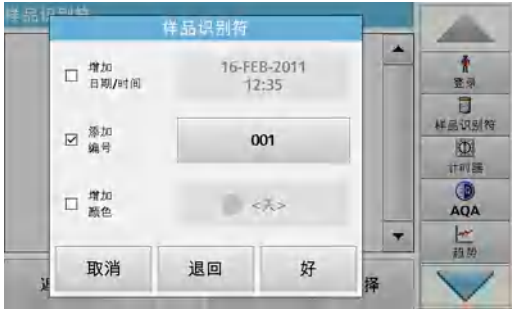 样品识别符
样品识别符
增加
日期/时间
16-FEB-2011
12:35
添加
编号
001
增加
颜色
<无>
取消
退回
好
择
登录
样品识别符
计时器
AQA
趋势